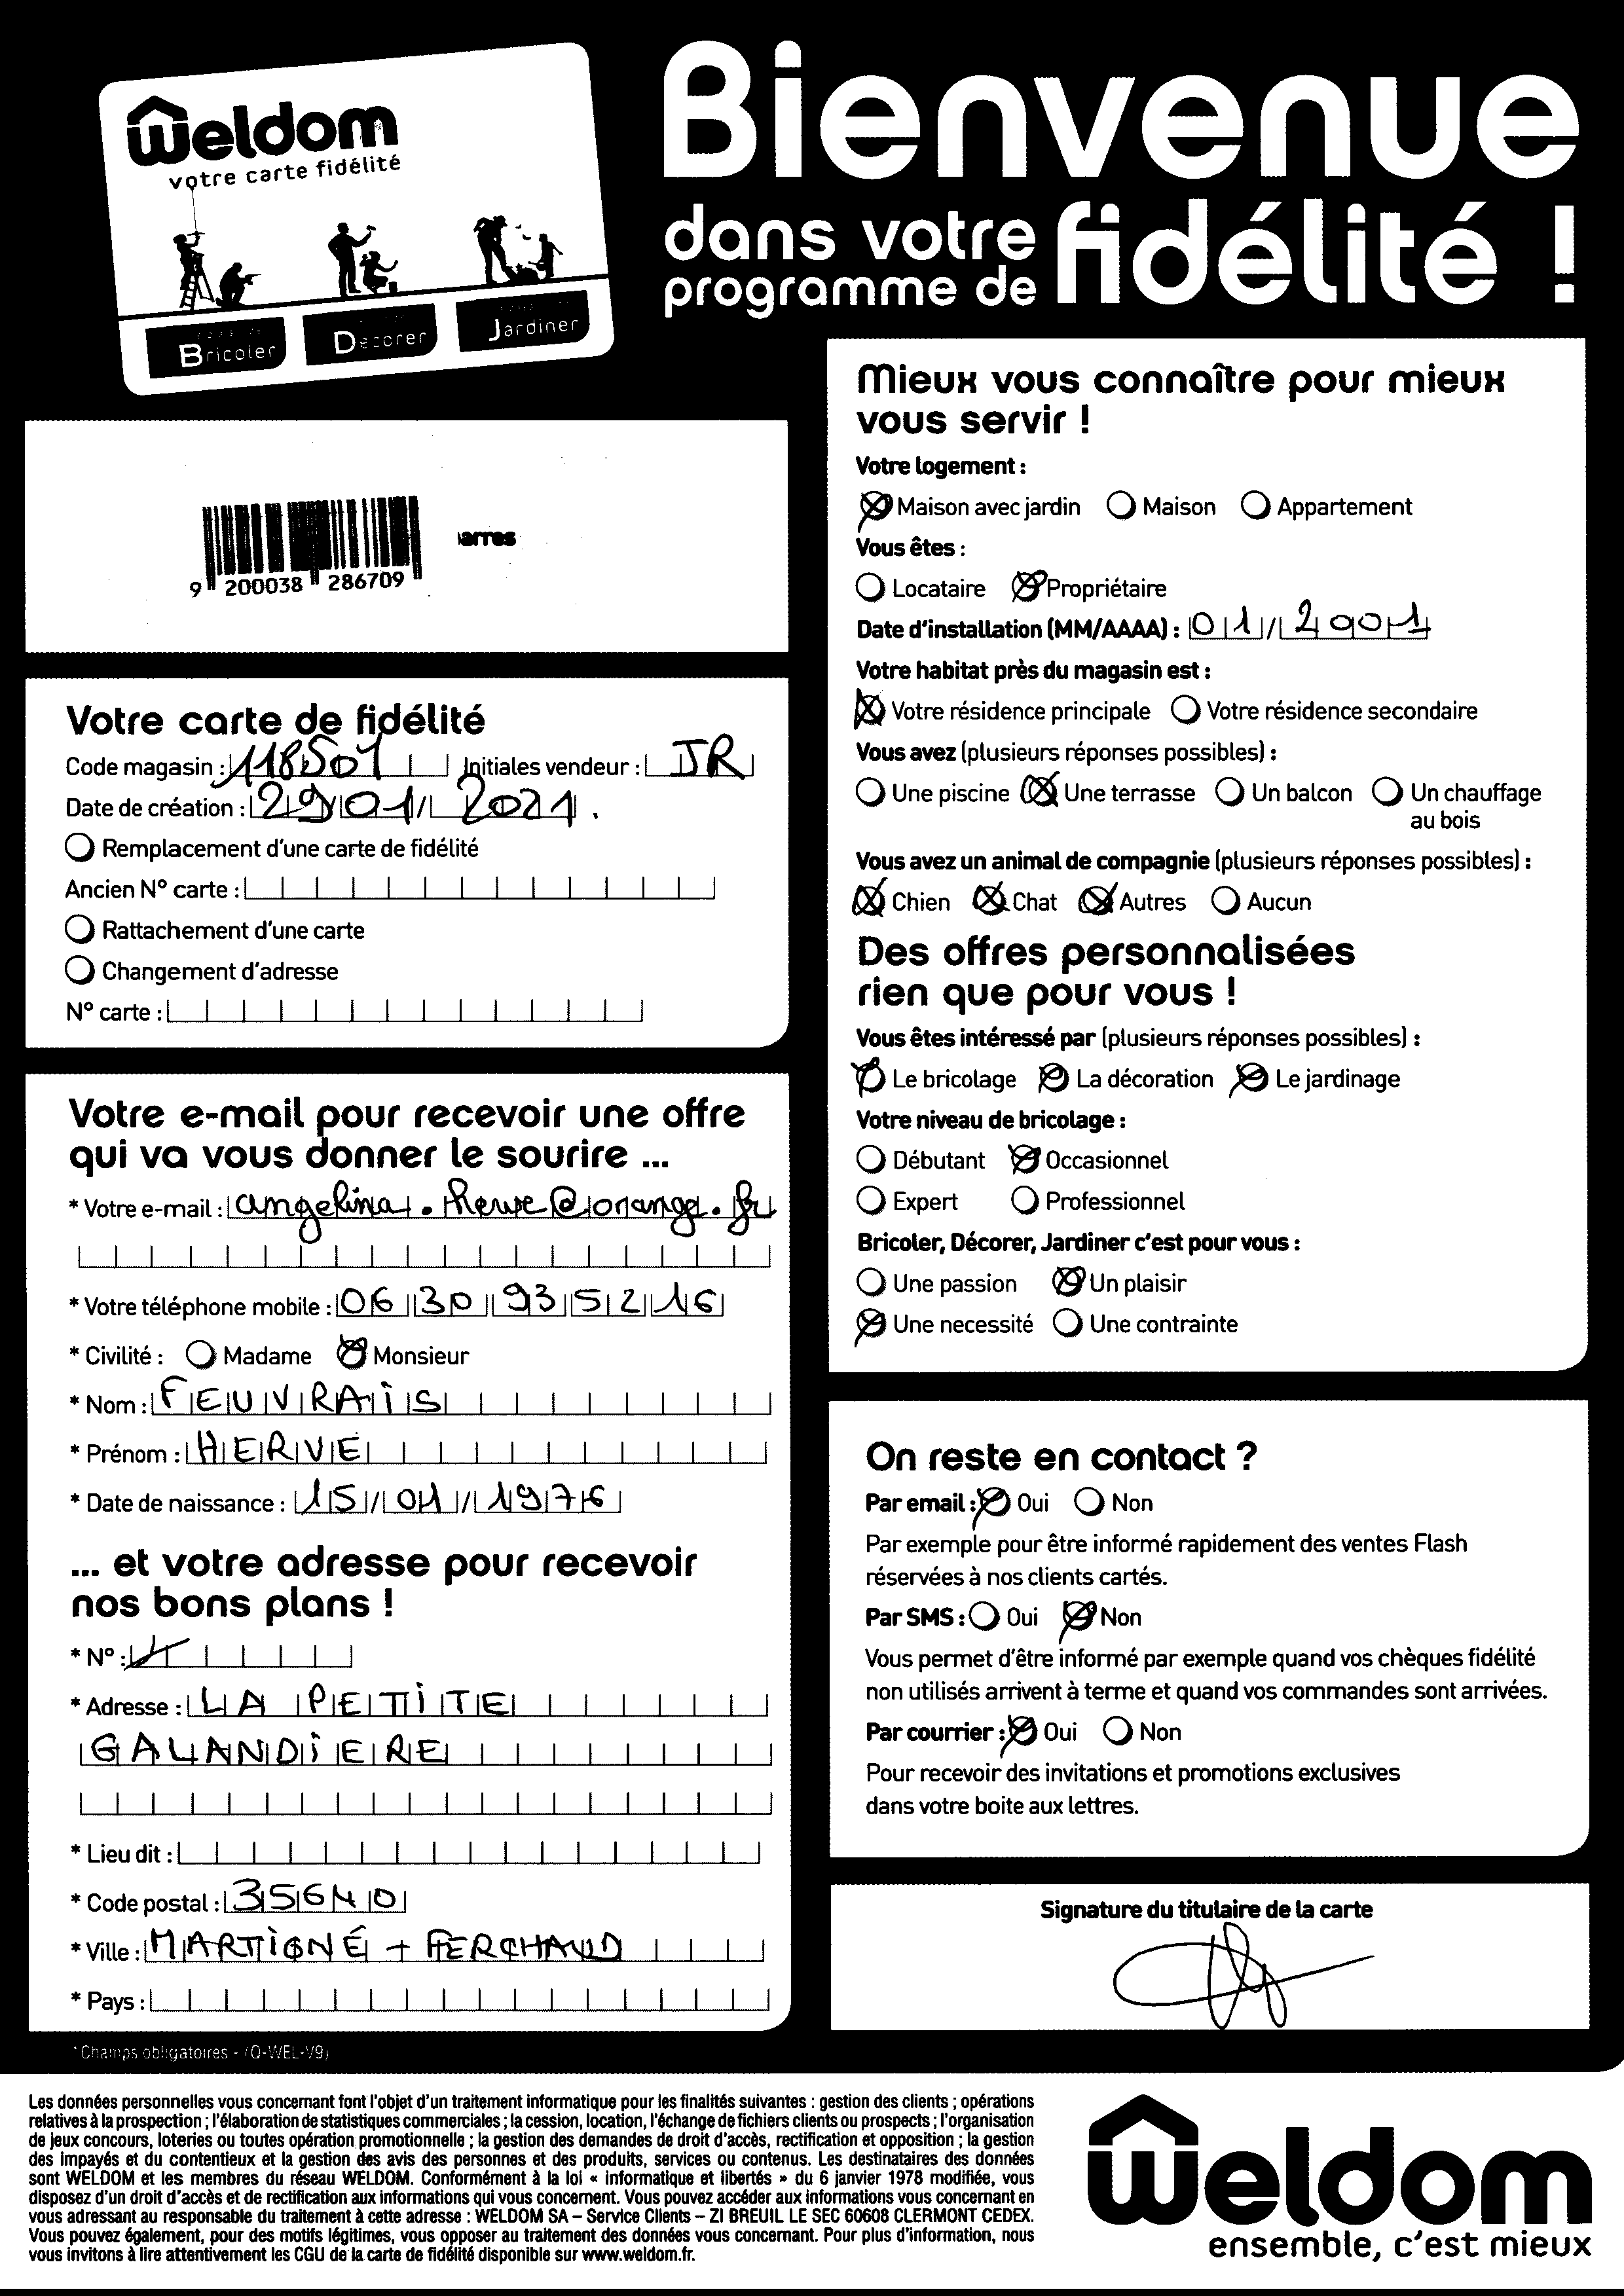 Weldom
votre carte fidélité
Bricoler Décorer Jardiner
Bienvenue
dans votre
programme de fidélité !
arres
9 200038 286709
Votre carte de fidélité
Code magasin : 118501 Initiales vendeur : JR
Date de création : 29/01/2021.
Remplacement d'une carte de fidélité
Ancien N° carte :
Rattachement d'une carte
Changement d'adresse
N° carte :
Votre e-mail pour recevoir une offre
qui va vous donner le sourire ...
* Votre e-mail : angelina.herve@orange.fr
* Votre téléphone mobile : 06 30 93 52 16
* Civilité : Madame Monsieur
* Nom : FEUVRAIS
* Prénom : HERVE
* Date de naissance : 15/01/1976
... et votre adresse pour recevoir
nos bons plans !
* N° :
* Adresse : LA PETITE
GALANDIERE
* Lieu dit :
* Code postal : 35640
* Ville : MARTIGNÉ - FERCHAUD
* Pays :
*Champs obligatoires - (Q-WEL-V9)
Mieux vous connaître pour mieux
vous servir !
Votre logement :
Maison avec jardin Maison Appartement
Vous êtes :
Locataire Propriétaire
Date d'installation (MM/AAAA) : 01/2001
Votre habitat près du magasin est :
Votre résidence principale Votre résidence secondaire
Vous avez (plusieurs réponses possibles) :
Une piscine Une terrasse Un balcon Un chauffage
au bois
Vous avez un animal de compagnie (plusieurs réponses possibles) :
Chien Chat Autres Aucun
Des offres personnalisées
rien que pour vous !
Vous êtes intéressé par (plusieurs réponses possibles) :
Le bricolage La décoration Le jardinage
Votre niveau de bricolage :
Débutant Occasionnel
Expert Professionnel
Bricoler, Décorer, Jardiner c'est pour vous :
Une passion Un plaisir
Une necessité Une contrainte
On reste en contact ?
Par email : Oui Non
Par exemple pour être informé rapidement des ventes Flash
réservées à nos clients cartés.
Par SMS : Oui Non
Vous permet d'être informé par exemple quand vos chèques fidélité
non utilisés arrivent à terme et quand vos commandes sont arrivées.
Par courrier : Oui Non
Pour recevoir des invitations et promotions exclusives
dans votre boite aux lettres.
Signature du titulaire de la carte
Les données personnelles vous concernant font l'objet d'un traitement informatique pour les finalités suivantes : gestion des clients ; opérations
relatives à la prospection ; l'élaboration de statistiques commerciales ; la cession, location, l'échange de fichiers clients ou prospects ; l'organisation
de jeux concours, loteries ou toutes opération promotionnelle ; la gestion des demandes de droit d'accès, rectification et opposition ; la gestion
des impayés et du contentieux et la gestion des avis des personnes et des produits, services ou contenus. Les destinataires des données
sont WELDOM et les membres du réseau WELDOM. Conformément à la loi « informatique et libertés » du 6 janvier 1978 modifiée, vous
disposez d'un droit d'accès et de rectification aux informations qui vous concernent. Vous pouvez accéder aux informations vous concernant en
vous adressant au responsable du traitement à cette adresse : WELDOM SA – Service Clients – ZI BREUIL LE SEC 60608 CLERMONT CEDEX.
Vous pouvez également, pour des motifs légitimes, vous opposer au traitement des données vous concernant. Pour plus d'information, nous
vous invitons à lire attentivement les CGU de la carte de fidélité disponible sur www.weldom.fr.
Weldom
ensemble, c'est mieux